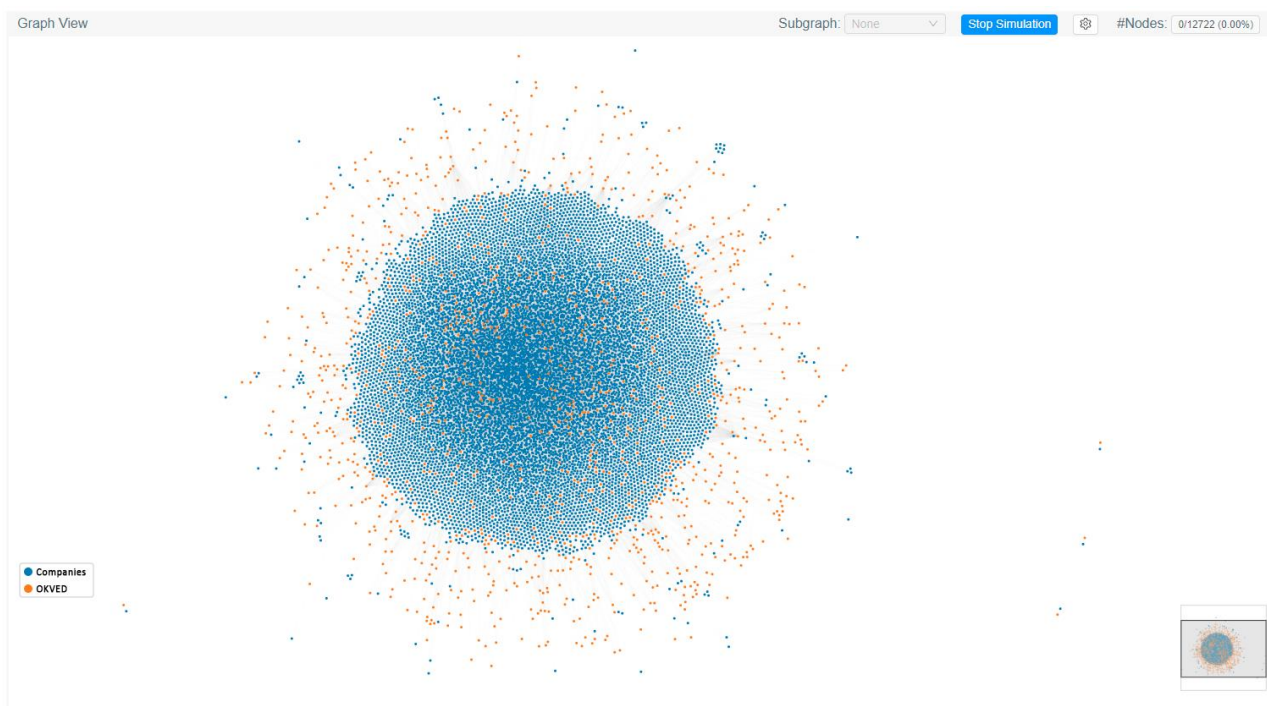 Graph View Subgraph: None Stop Simulation #Nodes: 0/12722 (0.00%)
Companies
OKVED